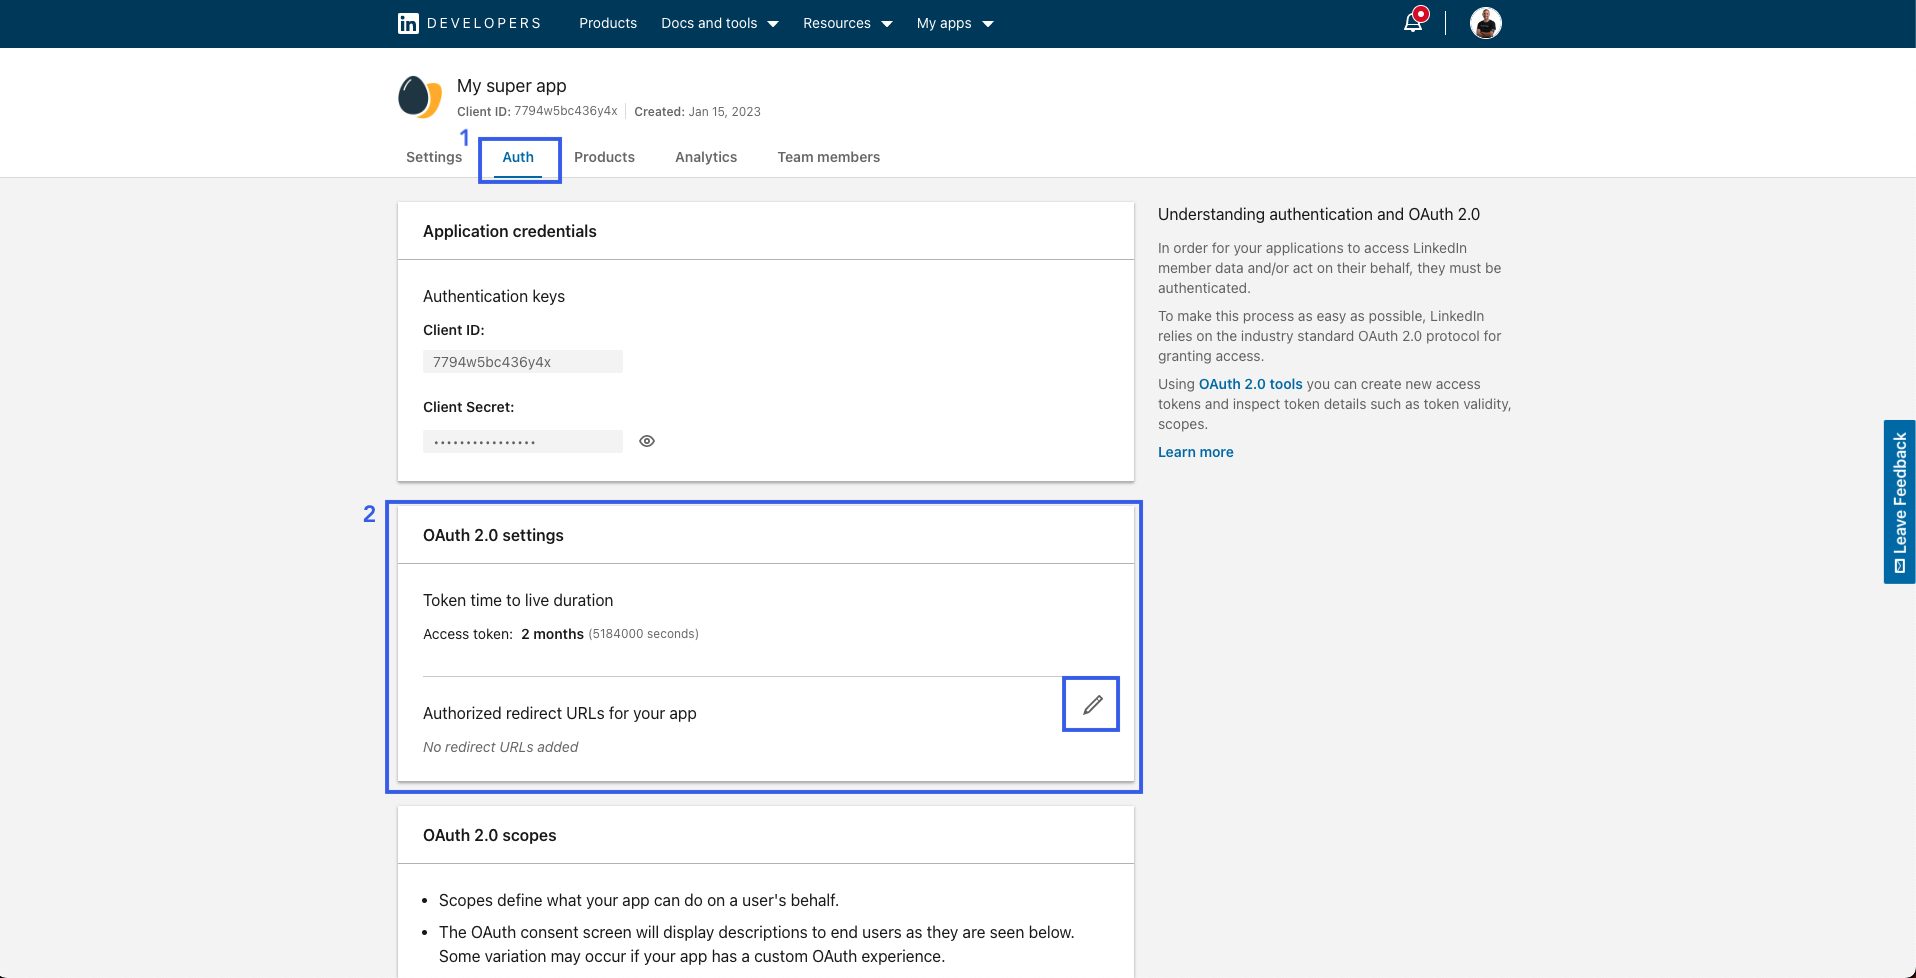 in DEVELOPERS Products Docs and tools Resources My apps
My super app
Client ID: 7794w5bc436y4x Created: Jan 15, 2023
1
Settings Auth Products Analytics Team members
Application credentials
Authentication keys
Client ID:
7794w5bc436y4x
Client Secret:
••••••••••••••••
2
OAuth 2.0 settings
Token time to live duration
Access token: 2 months (5184000 seconds)
Authorized redirect URLs for your app
No redirect URLs added
OAuth 2.0 scopes
• Scopes define what your app can do on a user's behalf.
• The OAuth consent screen will display descriptions to end users as they are seen below.
Some variation may occur if your app has a custom OAuth experience.
Understanding authentication and OAuth 2.0
In order for your applications to access LinkedIn
member data and/or act on their behalf, they must be
authenticated.
To make this process as easy as possible, LinkedIn
relies on the industry standard OAuth 2.0 protocol for
granting access.
Using OAuth 2.0 tools you can create new access
tokens and inspect token details such as token validity,
scopes.
Learn more
Leave Feedback